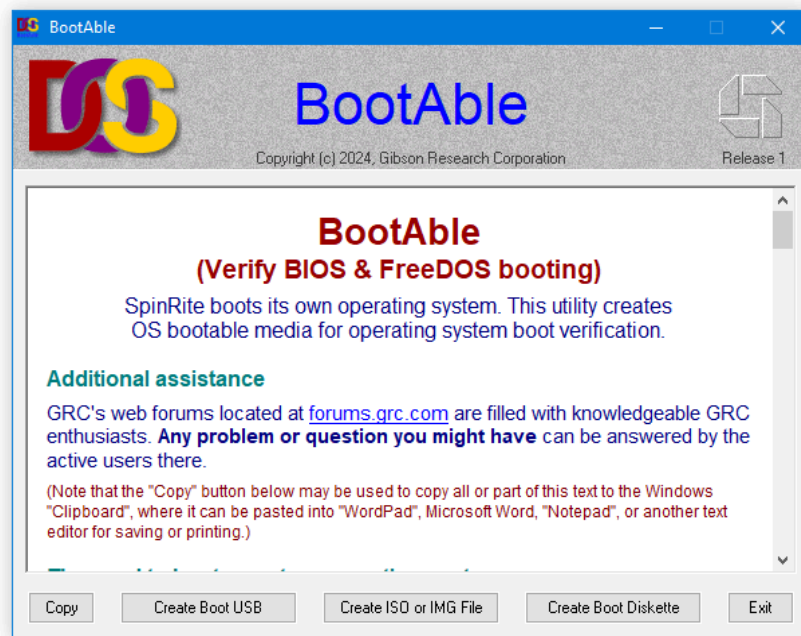 BootAble
DOS
BootAble
Copyright (c) 2024, Gibson Research Corporation
Release 1
BootAble
(Verify BIOS & FreeDOS booting)
SpinRite boots its own operating system. This utility creates
OS bootable media for operating system boot verification.
Additional assistance
GRC's web forums located at forums.grc.com are filled with knowledgeable GRC
enthusiasts. Any problem or question you might have can be answered by the
active users there.
(Note that the "Copy" button below may be used to copy all or part of this text to the Windows
"Clipboard", where it can be pasted into "WordPad", Microsoft Word, "Notepad", or another text
editor for saving or printing.)
Copy
Create Boot USB
Create ISO or IMG File
Create Boot Diskette
Exit